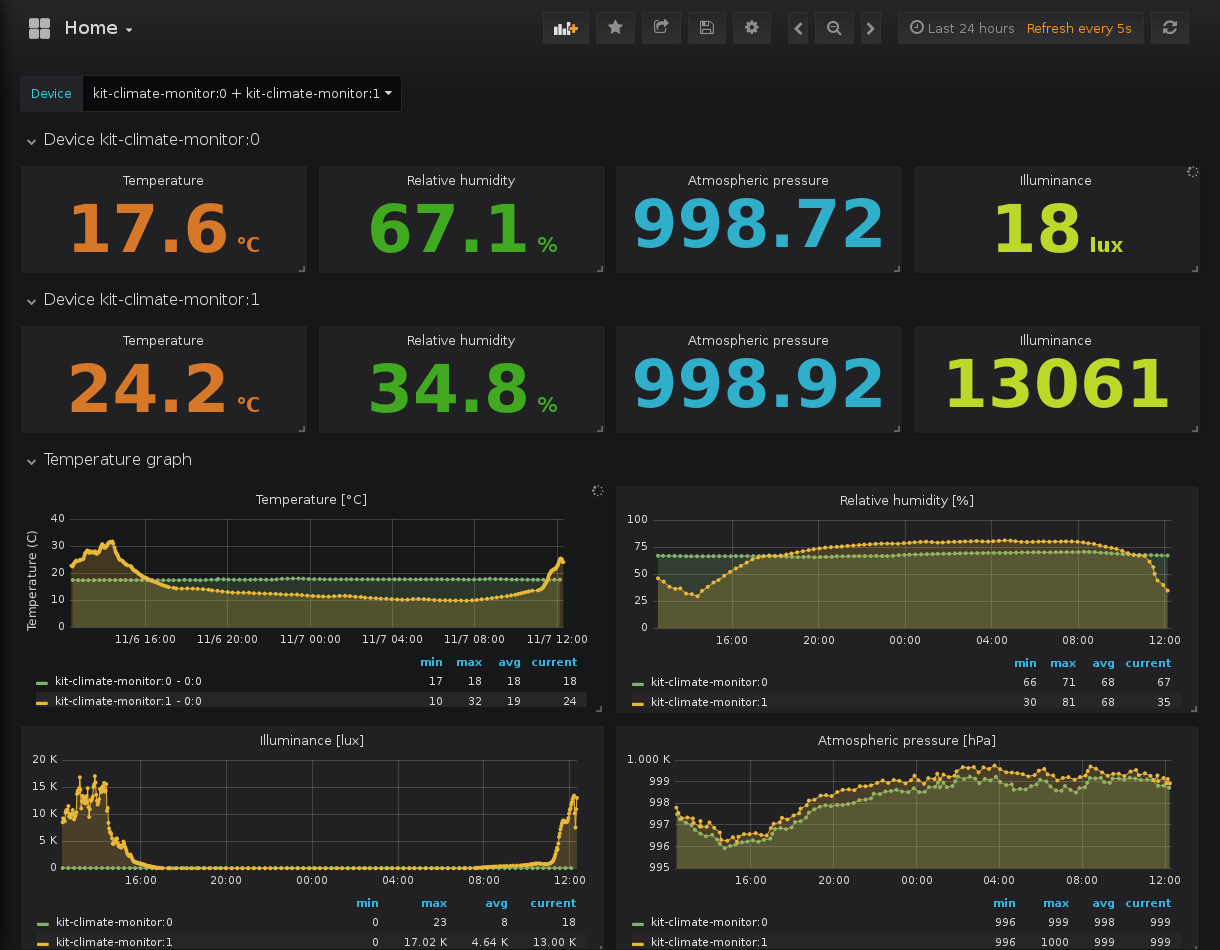 Home
Last 24 hours Refresh every 5s
Device kit-climate-monitor:0 + kit-climate-monitor:1
Device kit-climate-monitor:0
Temperature Relative humidity Atmospheric pressure Illuminance
17.6 °C 67.1 % 998.72 18 lux
Device kit-climate-monitor:1
Temperature Relative humidity Atmospheric pressure Illuminance
24.2 °C 34.8 % 998.92 13061
Temperature graph
Temperature [°C]
Temperature (C)
40
30
20
10
0
11/6 16:00 11/6 20:00 11/7 00:00 11/7 04:00 11/7 08:00 11/7 12:00
min max avg current
kit-climate-monitor:0 - 0:0 17 18 18 18
kit-climate-monitor:1 - 0:0 10 32 19 24
Relative humidity [%]
100
75
50
25
0
16:00 20:00 00:00 04:00 08:00 12:00
min max avg current
kit-climate-monitor:0 66 71 68 67
kit-climate-monitor:1 30 81 68 35
Illuminance [lux]
20 K
15 K
10 K
5 K
0
16:00 20:00 00:00 04:00 08:00 12:00
min max avg current
kit-climate-monitor:0 0 23 8 18
kit-climate-monitor:1 0 17.02 K 4.64 K 13.00 K
Atmospheric pressure [hPa]
1.000 K
999
998
997
996
995
16:00 20:00 00:00 04:00 08:00 12:00
min max avg current
kit-climate-monitor:0 996 999 998 999
kit-climate-monitor:1 996 1000 999 999